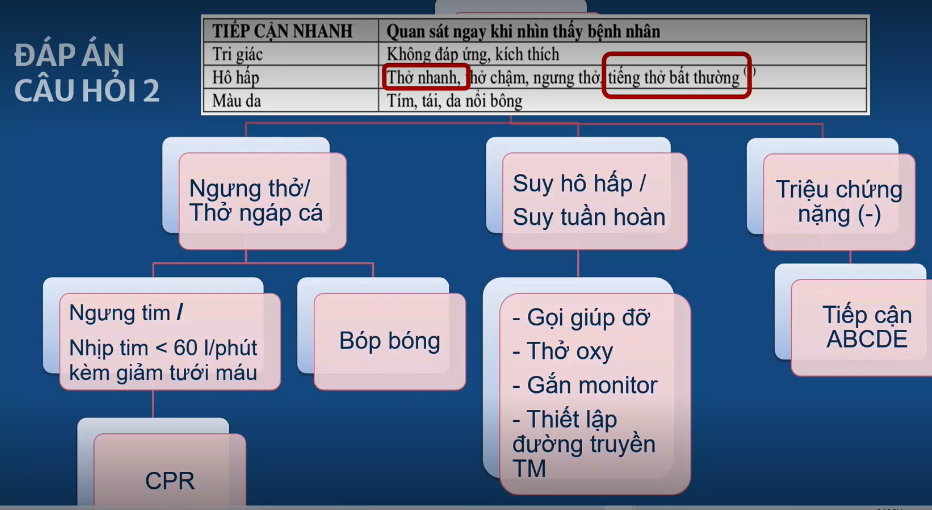 ĐÁP ÁN
CÂU HỎI 2
TIẾP CẬN NHANH Quan sát ngay khi nhìn thấy bệnh nhân
Tri giác Không đáp ứng, kích thích
Hô hấp Thở nhanh, thở chậm, ngưng thở, tiếng thở bất thường
Màu da Tím, tái, da nổi bông
Ngưng thở/
Thở ngáp cá
Suy hô hấp /
Suy tuần hoàn
Triệu chứng
nặng (-)
Ngưng tim /
Nhịp tim < 60 l/phút
kèm giảm tưới máu
Bóp bóng
- Gọi giúp đỡ
- Thở oxy
- Gắn monitor
- Thiết lập
đường truyền
TM
Tiếp cận
ABCDE
CPR